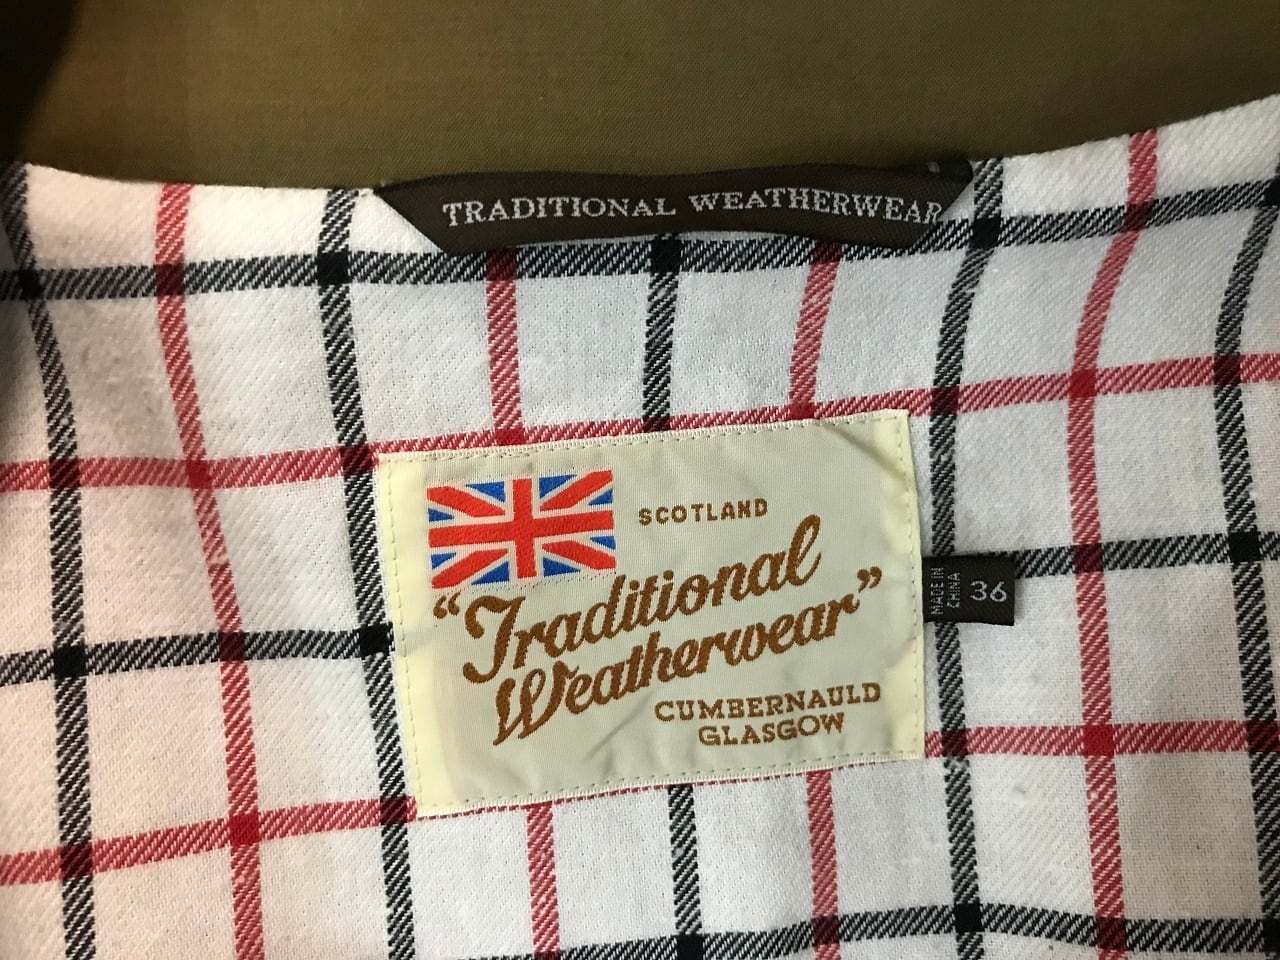 TRADITIONAL WEATHERWEAR
SCOTLAND
"Traditional
Weatherwear"
CUMBERNAULD
GLASGOW
MADE IN
CHINA
36